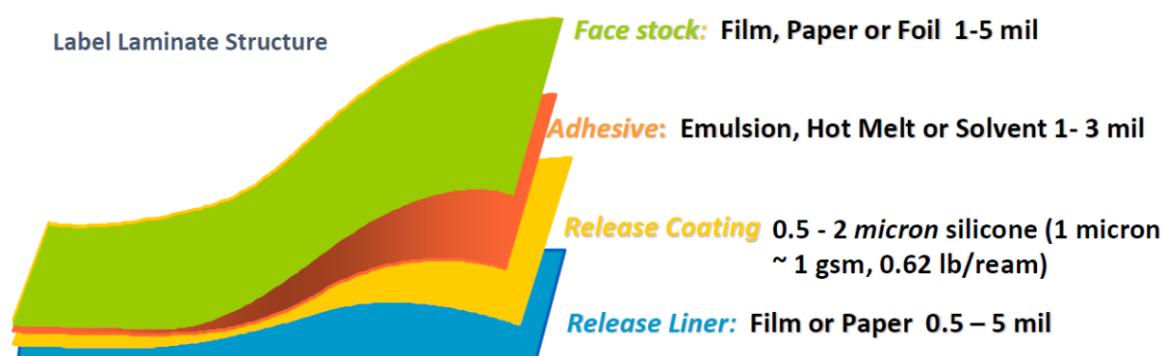 Label Laminate Structure
Face stock: Film, Paper or Foil 1-5 mil
Adhesive: Emulsion, Hot Melt or Solvent 1- 3 mil
Release Coating 0.5 - 2 micron silicone (1 micron
~ 1 gsm, 0.62 lb/ream)
Release Liner: Film or Paper 0.5 – 5 mil